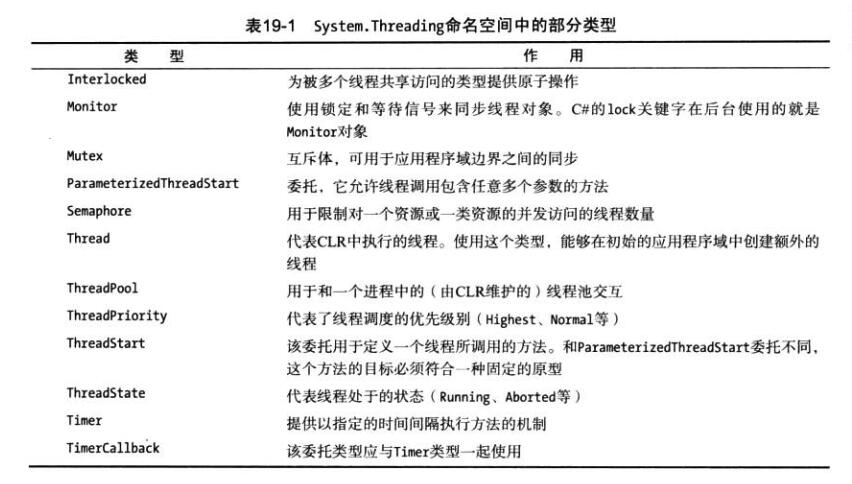 表19-1 System.Threading命名空间中的部分类型
类 型 作 用
Interlocked 为被多个线程共享访问的类型提供原子操作
Monitor 使用锁定和等待信号来同步线程对象。C#的lock关键字在后台使用的就是
Monitor对象
Mutex 互斥体，可用于应用程序域边界之间的同步
ParameterizedThreadStart 委托，它允许线程调用包含任意多个参数的方法
Semaphore 用于限制对一个资源或一类资源的并发访问的线程数量
Thread 代表CLR中执行的线程。使用这个类型，能够在初始的应用程序域中创建额外的
线程
ThreadPool 用于和一个进程中的（由CLR维护的）线程池交互
ThreadPriority 代表了线程调度的优先级别（Highest、Normal等）
ThreadStart 该委托用于定义一个线程所调用的方法。和ParameterizedThreadStart委托不同，
这个方法的目标必须符合一种固定的原型
ThreadState 代表线程处于的状态（Running、Aborted等）
Timer 提供以指定的时间间隔执行方法的机制
TimerCallback 该委托类型应与Timer类型一起使用